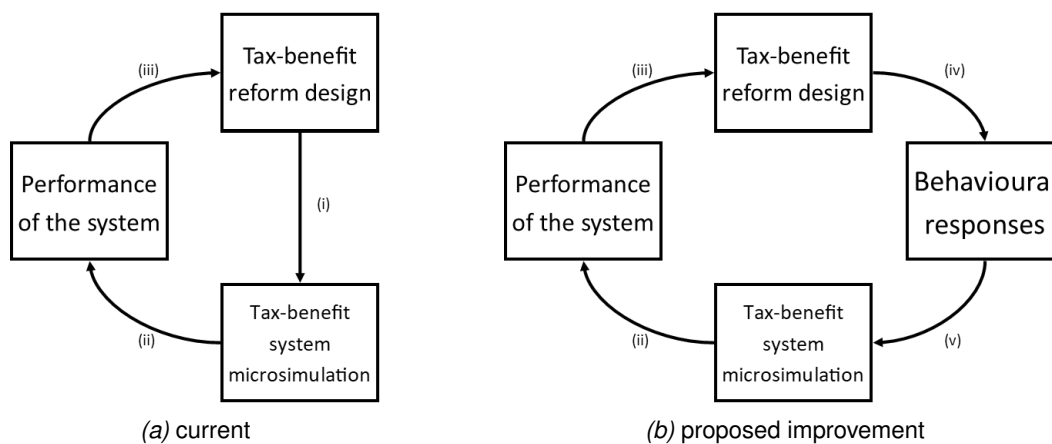 Tax-benefit
reform design
(iii)
Performance
of the system
(i)
Tax-benefit
system
microsimulation
(ii)
(a) current
Tax-benefit
reform design
(iii)
(iv)
Performance
of the system
Behavioura
responses
Tax-benefit
system
microsimulation
(ii)
(v)
(b) proposed improvement